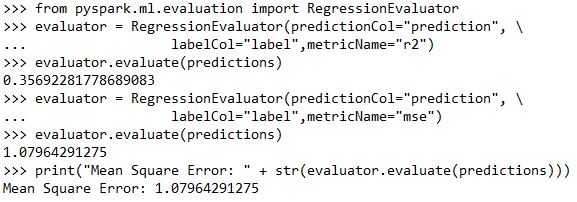 >>> from pyspark.ml.evaluation import RegressionEvaluator
>>> evaluator = RegressionEvaluator(predictionCol="prediction", \
...                  labelCol="label",metricName="r2")
>>> evaluator.evaluate(predictions)
0.35692281778689083
>>> evaluator = RegressionEvaluator(predictionCol="prediction", \
...                  labelCol="label",metricName="mse")
>>> evaluator.evaluate(predictions)
1.07964291275
>>> print("Mean Square Error: " + str(evaluator.evaluate(predictions)))
Mean Square Error: 1.07964291275